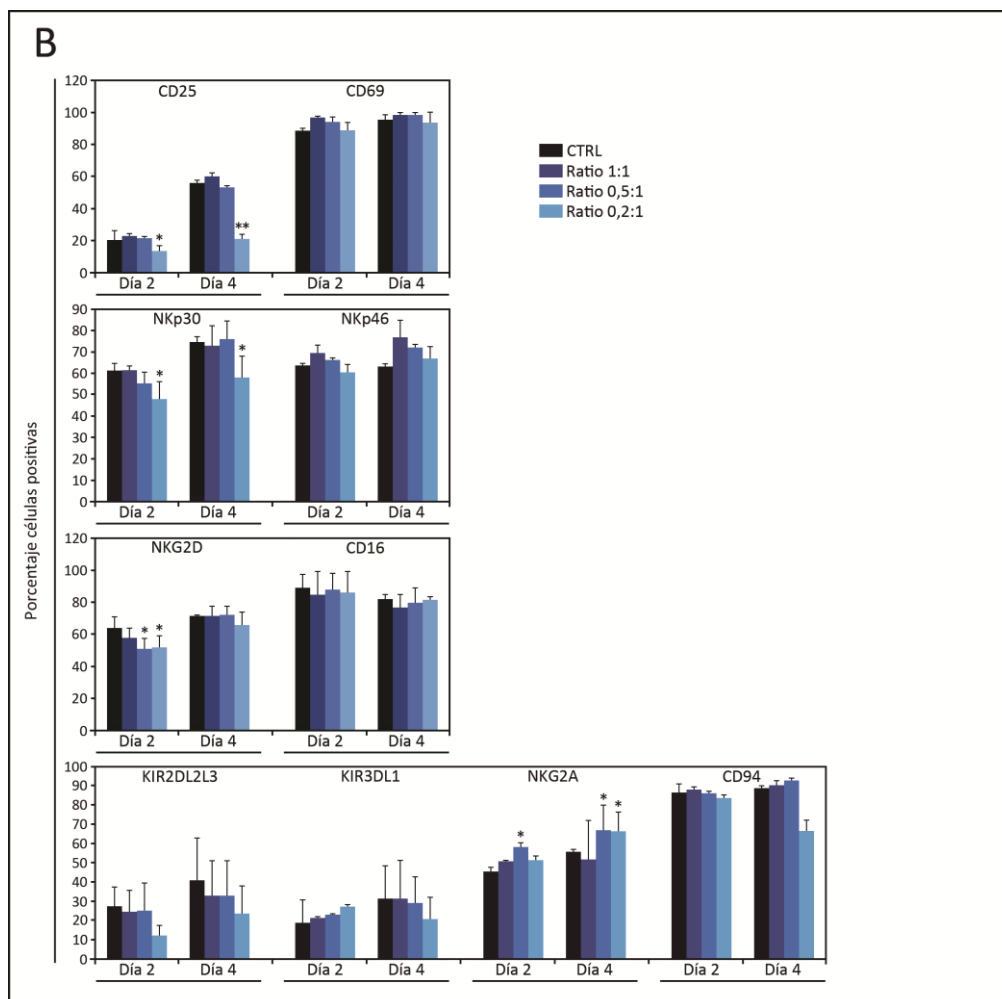 B
CD25 CD69
120
100
80
60
40
20
0
* **
Día 2 Día 4 Día 2 Día 4
CTRL
Ratio 1:1
Ratio 0,5:1
Ratio 0,2:1
Porcentaje células positivas
NKp30 NKp46
90
80
70
60
50
40
30
20
10
0
* *
Día 2 Día 4 Día 2 Día 4
NKG2D CD16
120
100
80
60
40
20
0
* *
Día 2 Día 4 Día 2 Día 4
KIR2DL2L3 KIR3DL1 NKG2A CD94
100
90
80
70
60
50
40
30
20
10
0
* * *
Día 2 Día 4 Día 2 Día 4 Día 2 Día 4 Día 2 Día 4